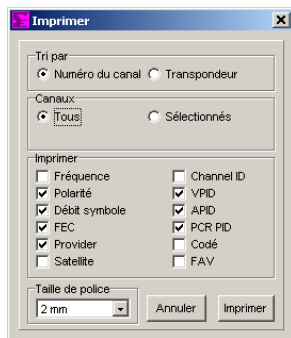 Imprimer
Tri par
Numéro du canal Transpondeur
Canaux
Tous Sélectionnés
Imprimer
Fréquence Channel ID
Polarité VPID
Débit symbole APID
FEC PCR PID
Provider Codé
Satellite FAV
Taille de police
2 mm Annuler Imprimer